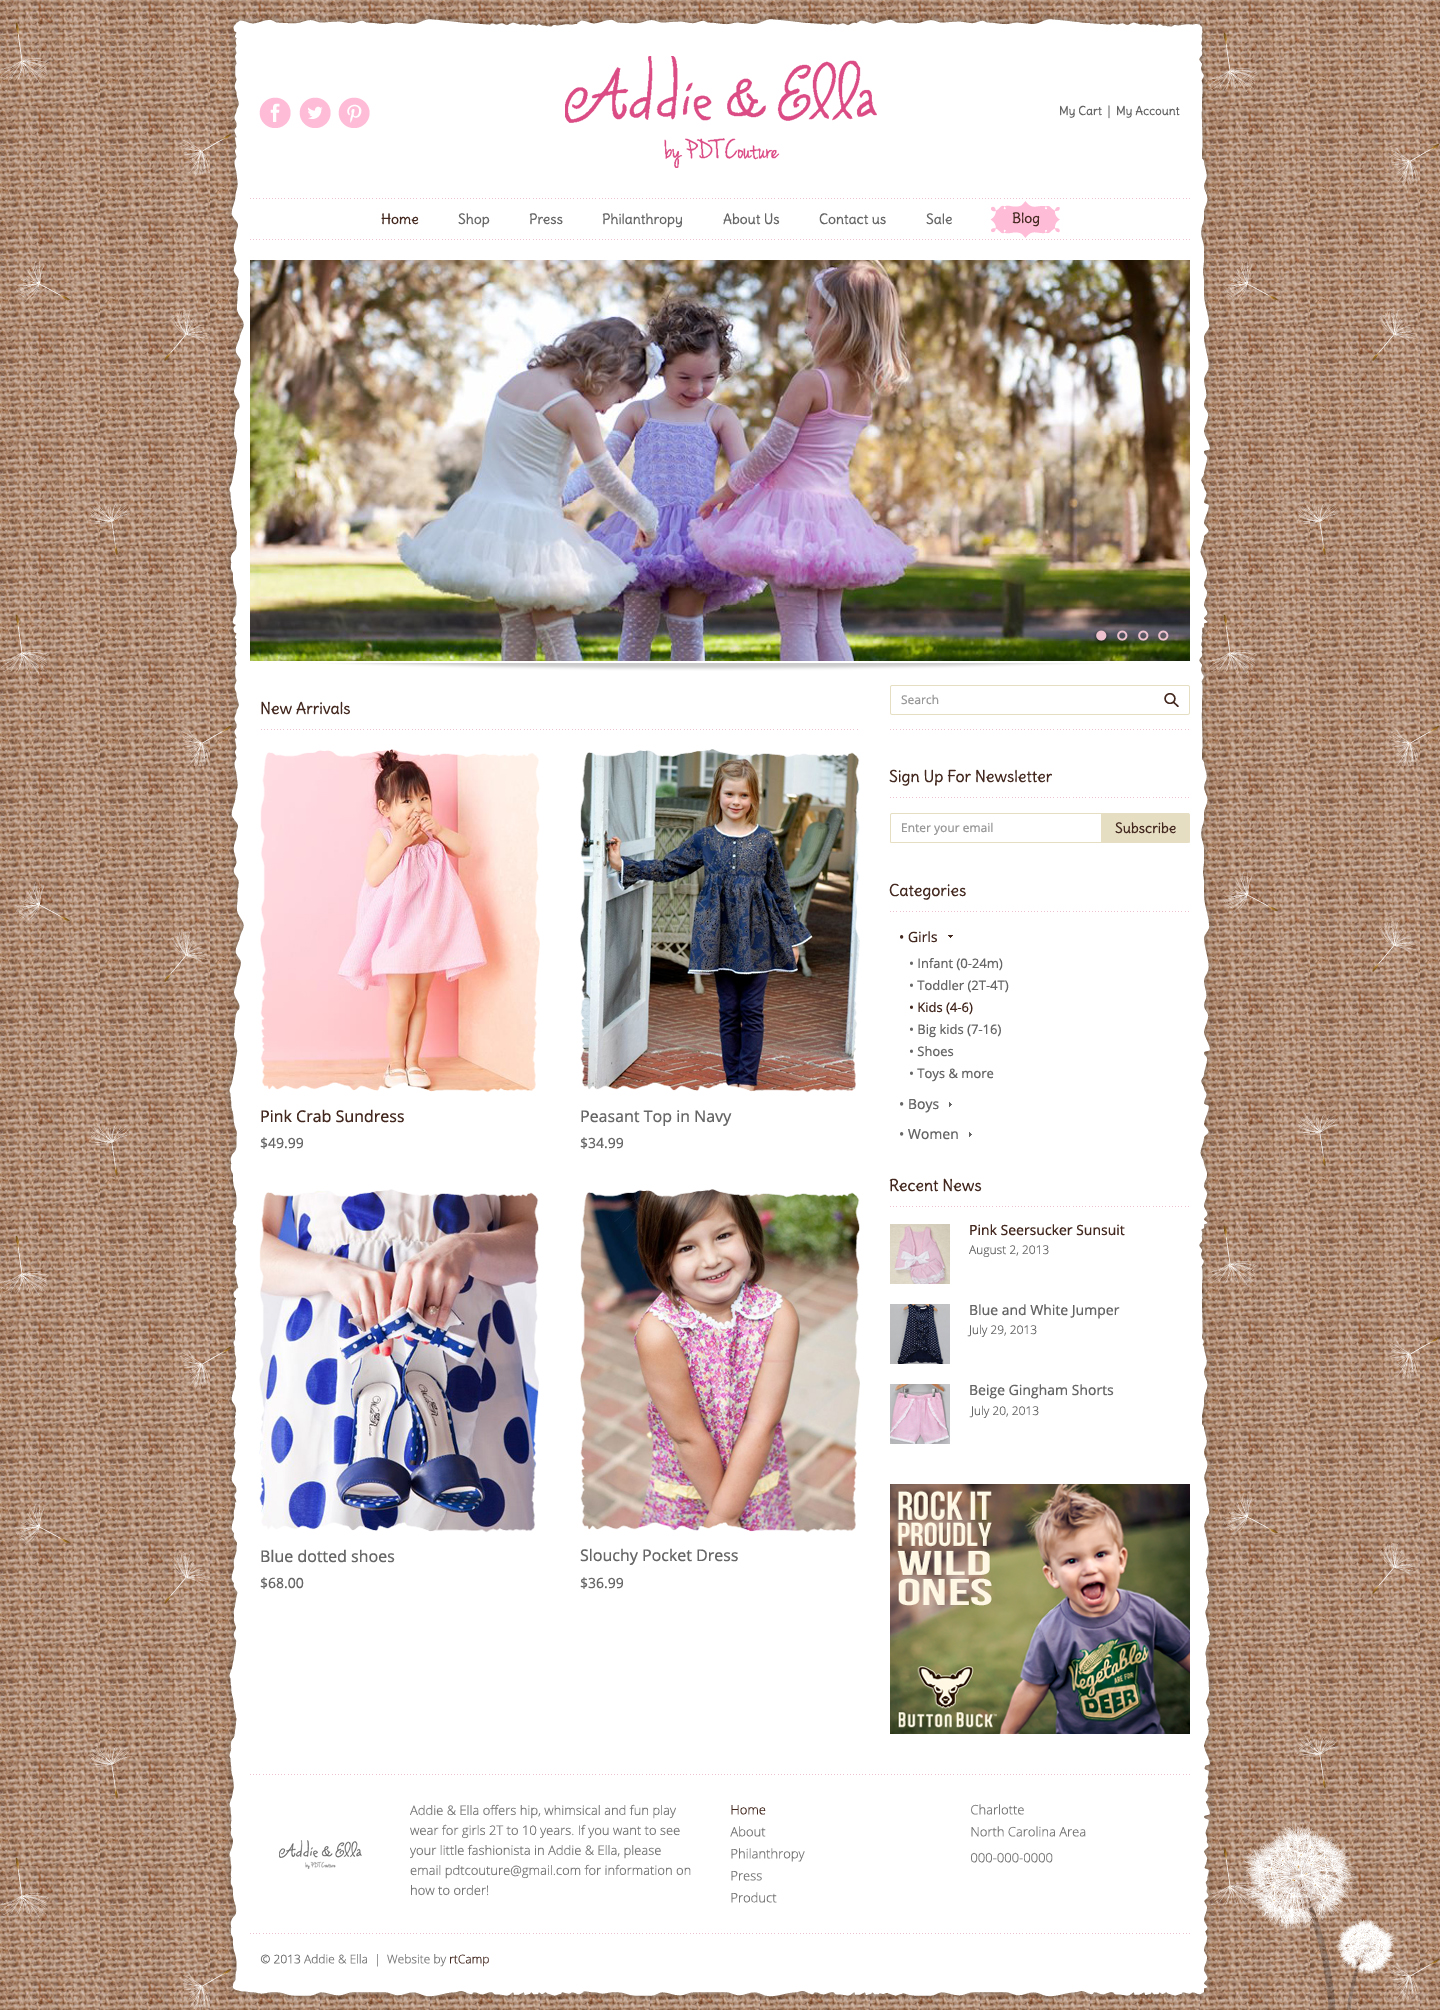 Addie & Ella
by PDTCouture
My Cart | My Account
Home Shop Press Philanthropy About Us Contact us Sale Blog
New Arrivals
Pink Crab Sundress
$49.99
Peasant Top in Navy
$34.99
Blue dotted shoes
$68.00
Slouchy Pocket Dress
$36.99
Search
Sign Up For Newsletter
Enter your email Subscribe
Categories
• Girls
• Infant (0-24m)
• Toddler (2T-4T)
• Kids (4-6)
• Big kids (7-16)
• Shoes
• Toys & more
• Boys
• Women
Recent News
Pink Seersucker Sunsuit
August 2, 2013
Blue and White Jumper
July 29, 2013
Beige Gingham Shorts
July 20, 2013
ROCK IT
PROUDLY
WILD
ONES
BUTTON BUCK
Vegetables
ARE FOR
DEER
Addie & Ella
by PDTCouture
Addie & Ella offers hip, whimsical and fun play
wear for girls 2T to 10 years. If you want to see
your little fashionista in Addie & Ella, please
email pdtcouture@gmail.com for information on
how to order!
Home
About
Philanthropy
Press
Product
Charlotte
North Carolina Area
000-000-0000
© 2013 Addie & Ella | Website by rtCamp